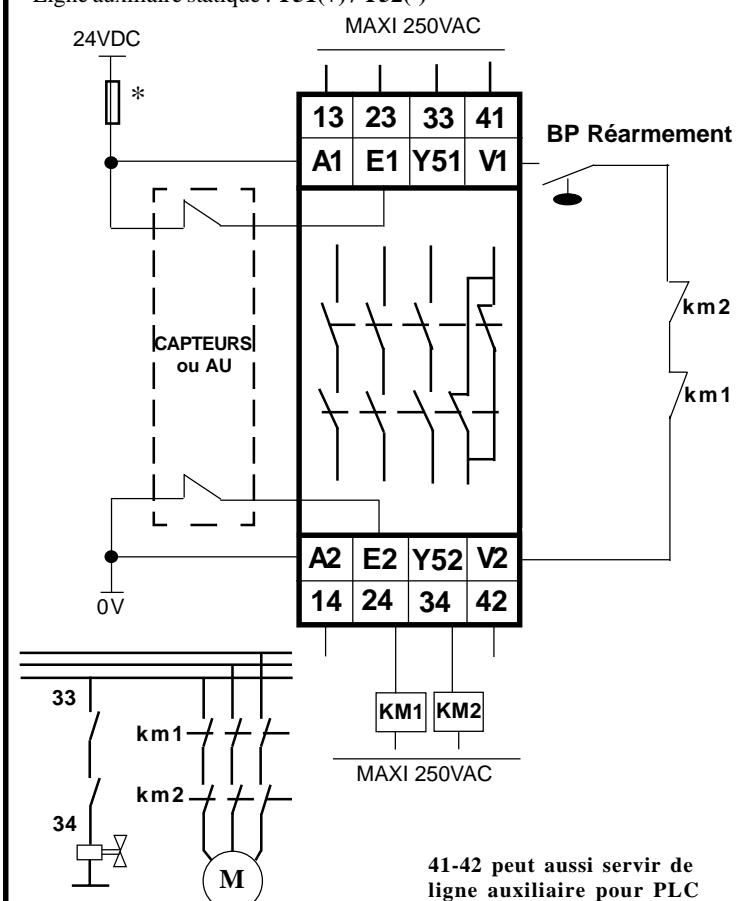 Ligne auxiliaire statique : Y51(+) / Y52(-)
MAXI 250VAC
24VDC
*
13 23 33 41
A1 E1 Y51 V1
BP Réarmement
CAPTEURS
ou AU
km2
km1
A2 E2 Y52 V2
14 24 34 42
0V
33
km1
KM1 KM2
km2
MAXI 250VAC
34
M
41-42 peut aussi servir de
ligne auxiliaire pour PLC